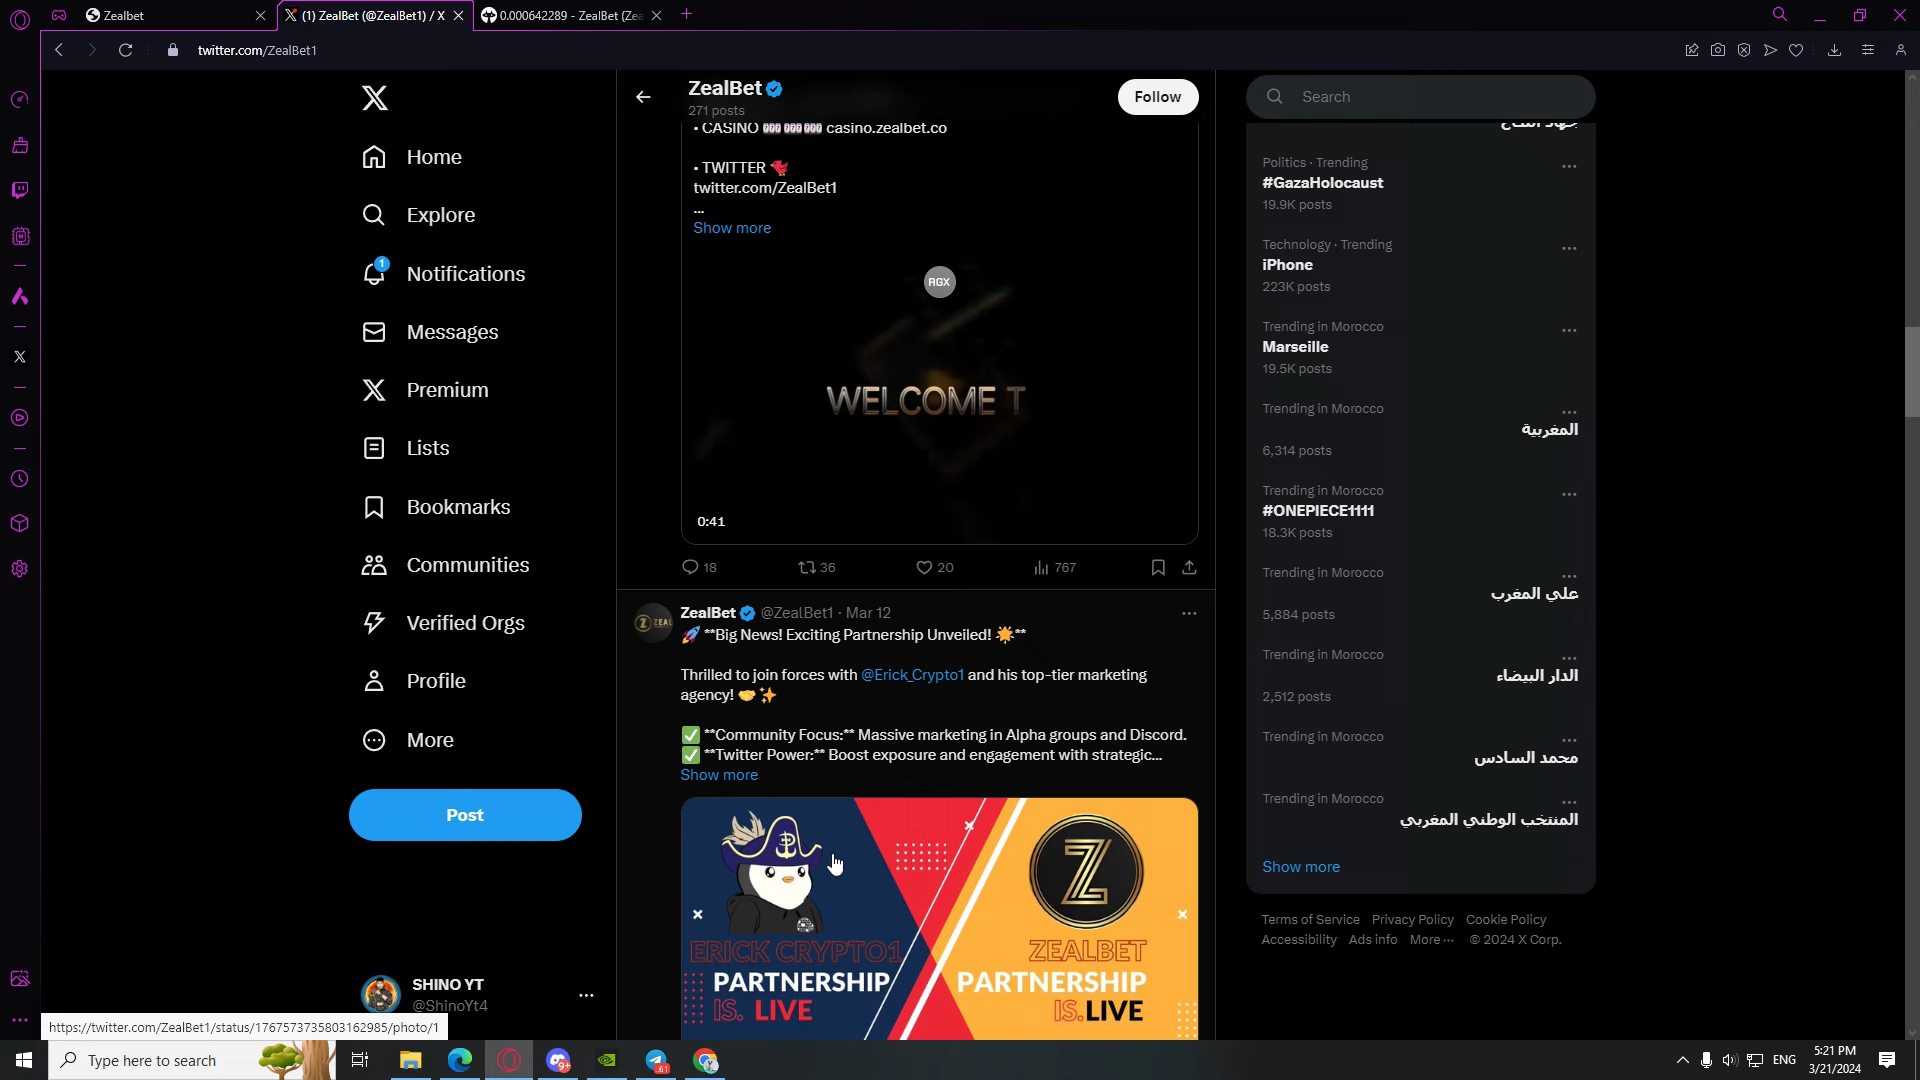 Zealbet
(1) ZealBet (@ZealBet1) / X
0.000642289 - ZealBet (Zea
twitter.com/ZealBet1
Home
Explore
1
Notifications
Messages
Premium
Lists
Bookmarks
Communities
Verified Orgs
Profile
More
Post
SHINO YT
@ShinoYt4
https://twitter.com/ZealBet1/status/1767573735803162985/photo/1
ZealBet
271 posts
Follow
• CASINO 🎰🎰🎰 casino.zealbet.co
• TWITTER 🐦
twitter.com/ZealBet1
...
Show more
RGX
WELCOME T
0:41
18
36
20
767
ZealBet @ZealBet1 · Mar 12
🚀 **Big News! Exciting Partnership Unveiled! 🌟**
Thrilled to join forces with @Erick_Crypto1 and his top-tier marketing
agency! 🤝✨
✅ **Community Focus:** Massive marketing in Alpha groups and Discord.
✅ **Twitter Power:** Boost exposure and engagement with strategic...
Show more
ZEAL
ERICK CRYPTO1
PARTNERSHIP
IS. LIVE
ZEALBET
PARTNERSHIP
IS.LIVE
Search
Politics · Trending
#GazaHolocaust
19.9K posts
Technology · Trending
iPhone
223K posts
Trending in Morocco
Marseille
19.5K posts
Trending in Morocco
المغربية
6,314 posts
Trending in Morocco
#ONEPIECE1111
18.3K posts
Trending in Morocco
علي المغرب
5,884 posts
Trending in Morocco
الدار البيضاء
2,512 posts
Trending in Morocco
محمد السادس
Trending in Morocco
المنتخب الوطني المغربي
Show more
Terms of Service Privacy Policy Cookie Policy
Accessibility Ads info More ··· © 2024 X Corp.
Type here to search
9+
61
ENG
5:21 PM
3/21/2024